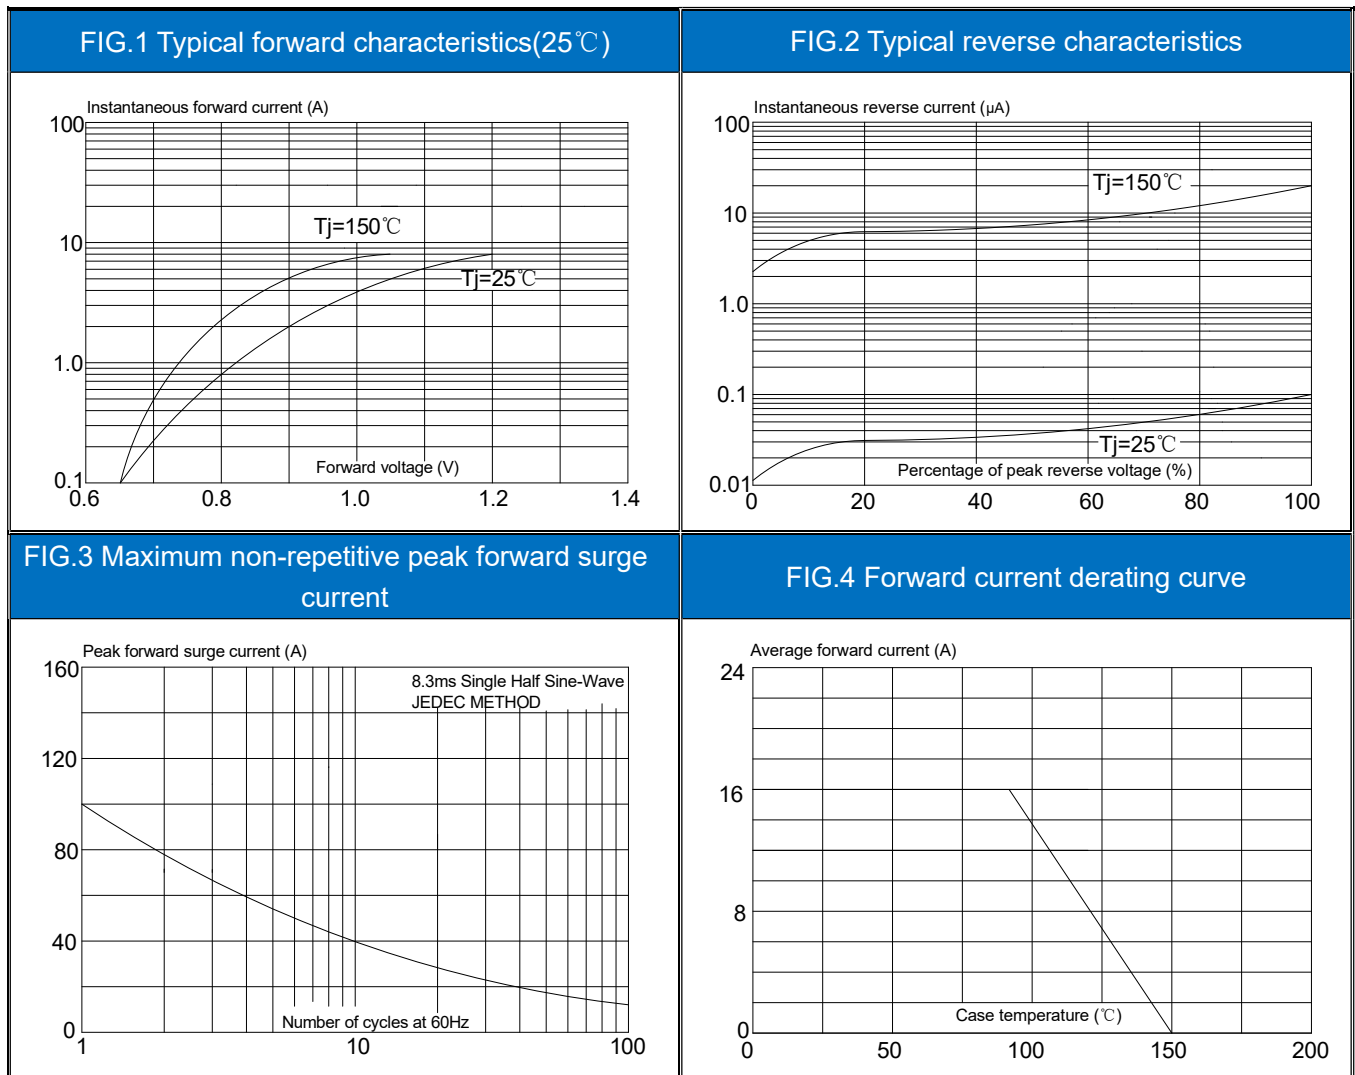 FIG.1 Typical forward characteristics(25℃)
Instantaneous forward current (A)
100
10
1.0
0.1
Tj=150℃
Tj=25℃
Forward voltage (V)
0.6 0.8 1.0 1.2 1.4
FIG.2 Typical reverse characteristics
Instantaneous reverse current (μA)
100
10
1.0
0.1
0.01
Tj=150℃
Tj=25℃
Percentage of peak reverse voltage (%)
0 20 40 60 80 100
FIG.3 Maximum non-repetitive peak forward surge
current
Peak forward surge current (A)
160
120
80
40
0
8.3ms Single Half Sine-Wave
JEDEC METHOD
Number of cycles at 60Hz
1 10 100
FIG.4 Forward current derating curve
Average forward current (A)
24
16
8
0
Case temperature (℃)
0 50 100 150 200